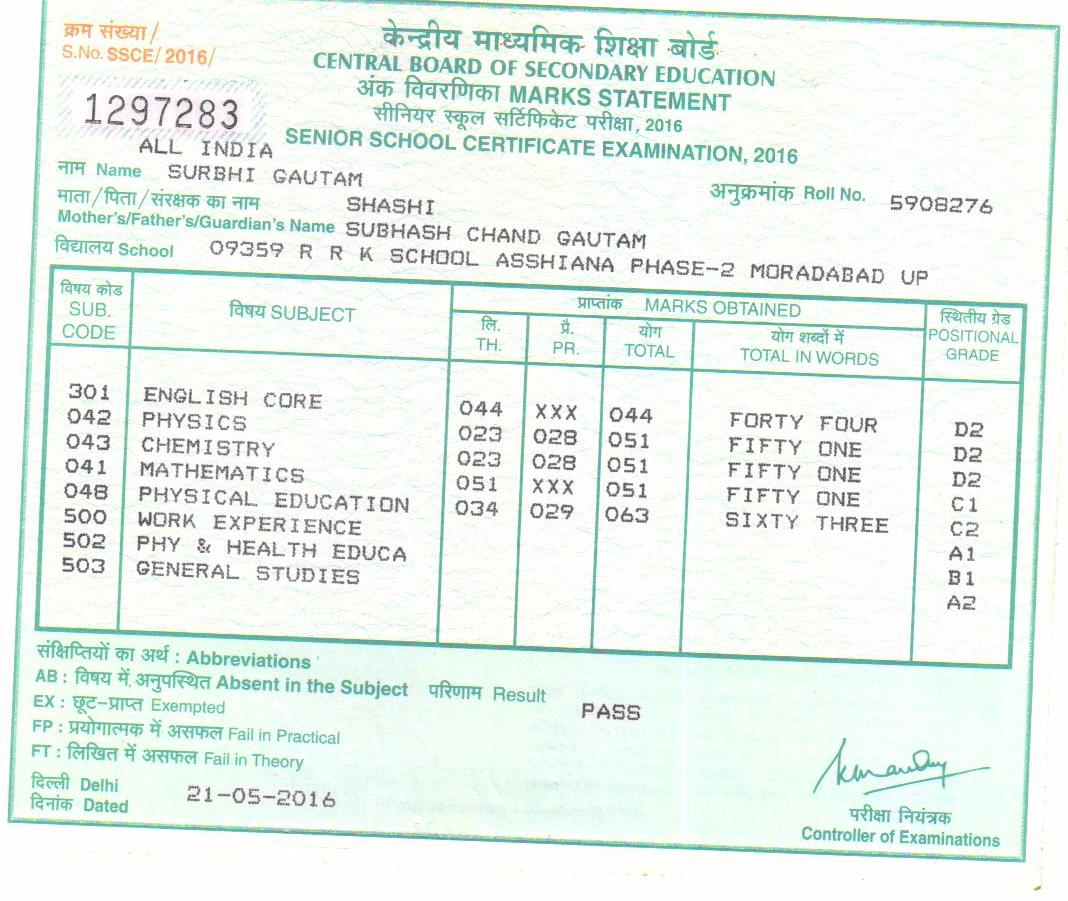 क्रम संख्या/
S.No. SSCE/ 2016/
1297283
ALL INDIA
केन्द्रीय माध्यमिक शिक्षा बोर्ड
CENTRAL BOARD OF SECONDARY EDUCATION
अंक विवरणिका MARKS STATEMENT
सीनियर स्कूल सर्टिफिकेट परीक्षा, 2016
SENIOR SCHOOL CERTIFICATE EXAMINATION, 2016
नाम Name SURBHI GAUTAM
अनुक्रमांक Roll No. 5908276
माता/पिता/संरक्षक का नाम SHASHI
Mother's/Father's/Guardian's Name SUBHASH CHAND GAUTAM
विद्यालय School 09359 R R K SCHOOL ASSHIANA PHASE-2 MORADABAD UP
विषय कोड विषय SUBJECT प्राप्तांक MARKS OBTAINED स्थितीय ग्रेड
SUB. लि. प्रै. योग योग शब्दों में POSITIONAL
CODE TH. PR. TOTAL TOTAL IN WORDS GRADE
301 ENGLISH CORE 044 XXX 044 FORTY FOUR D2
042 PHYSICS 023 028 051 FIFTY ONE D2
043 CHEMISTRY 023 028 051 FIFTY ONE D2
041 MATHEMATICS 051 XXX 051 FIFTY ONE C1
048 PHYSICAL EDUCATION 034 029 063 SIXTY THREE C2
500 WORK EXPERIENCE A1
502 PHY & HEALTH EDUCA B1
503 GENERAL STUDIES A2
संक्षिप्तियों का अर्थ : Abbreviations
AB : विषय में अनुपस्थित Absent in the Subject परिणाम Result PASS
EX : छूट-प्राप्त Exempted
FP : प्रयोगात्मक में असफल Fail in Practical
FT : लिखित में असफल Fail in Theory
दिल्ली Delhi
दिनांक Dated 21-05-2016
परीक्षा नियंत्रक
Controller of Examinations